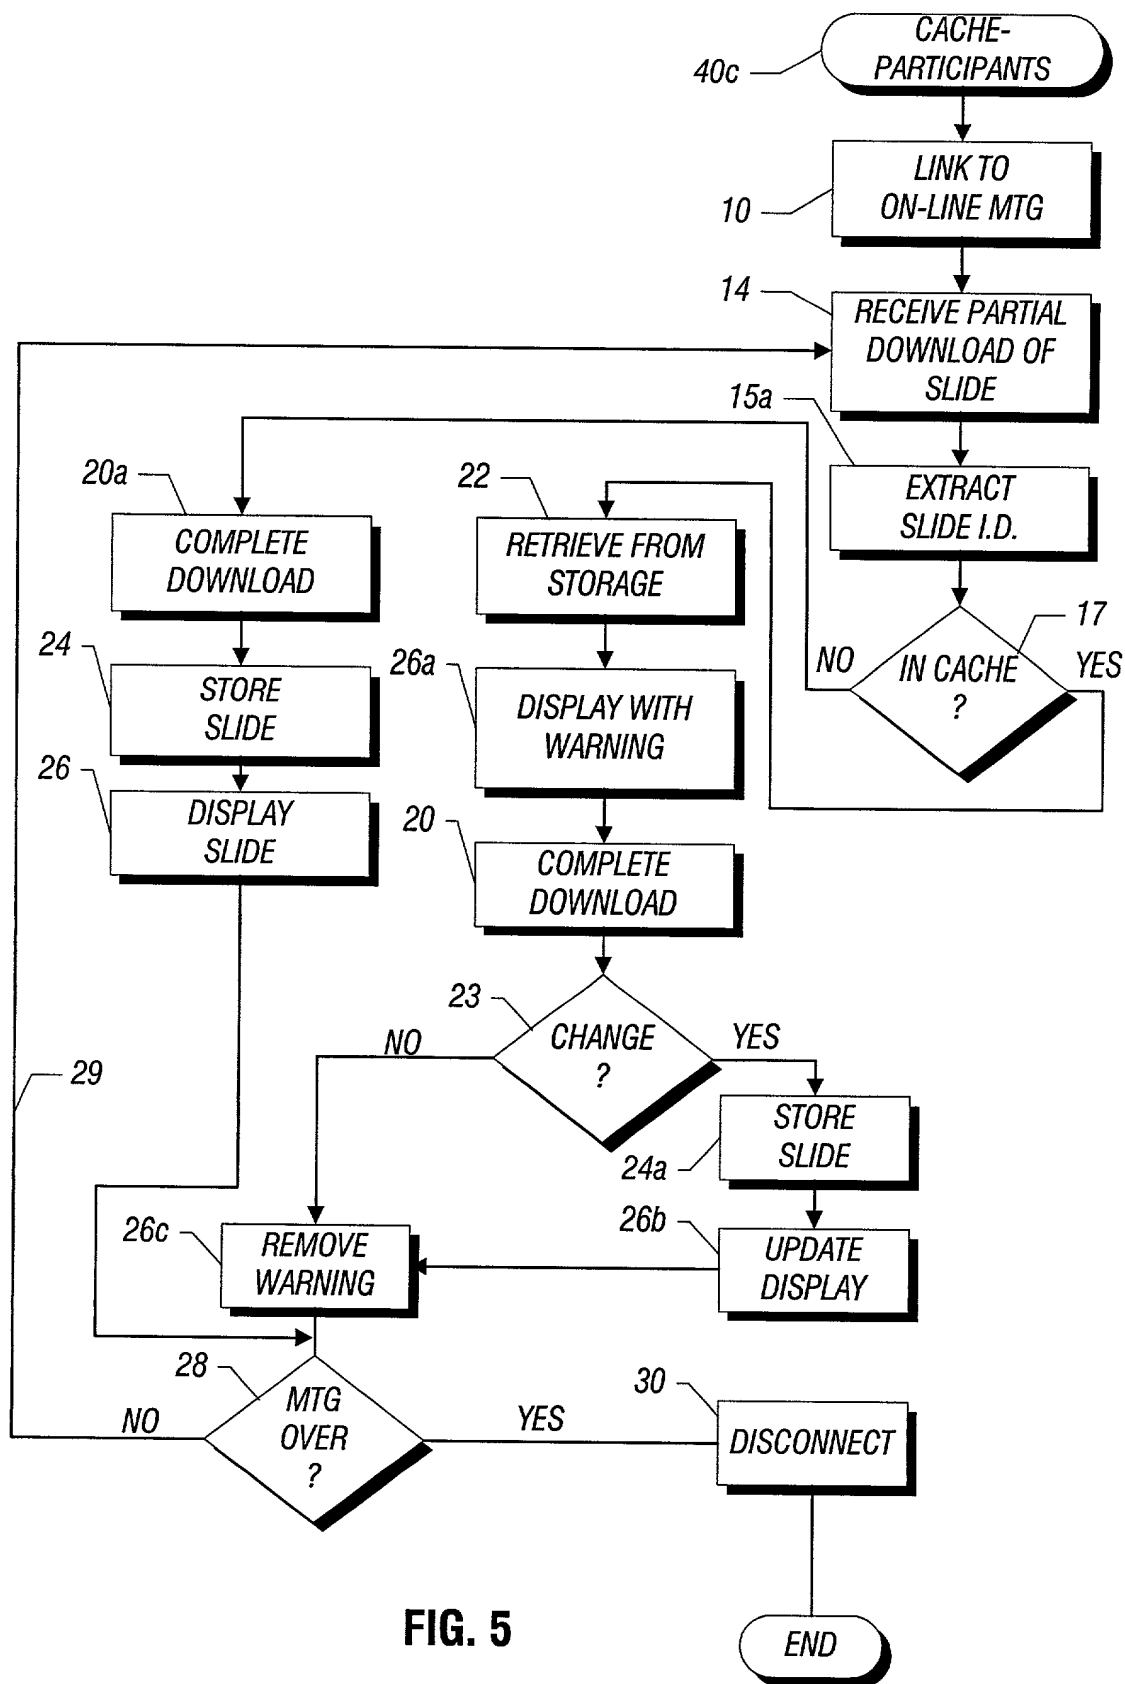 CACHE-
PARTICIPANTS
40c
LINK TO
ON-LINE MTG
10
14
RECEIVE PARTIAL
DOWNLOAD OF
SLIDE
15a
EXTRACT
SLIDE I.D.
17
IN CACHE
?
NO
YES
20a
COMPLETE
DOWNLOAD
22
RETRIEVE FROM
STORAGE
24
STORE
SLIDE
26a
DISPLAY WITH
WARNING
26
DISPLAY
SLIDE
20
COMPLETE
DOWNLOAD
23
CHANGE
?
NO
YES
29
STORE
SLIDE
24a
26c
REMOVE
WARNING
26b
UPDATE
DISPLAY
28
MTG
OVER
?
NO
YES
30
DISCONNECT
END
FIG. 5